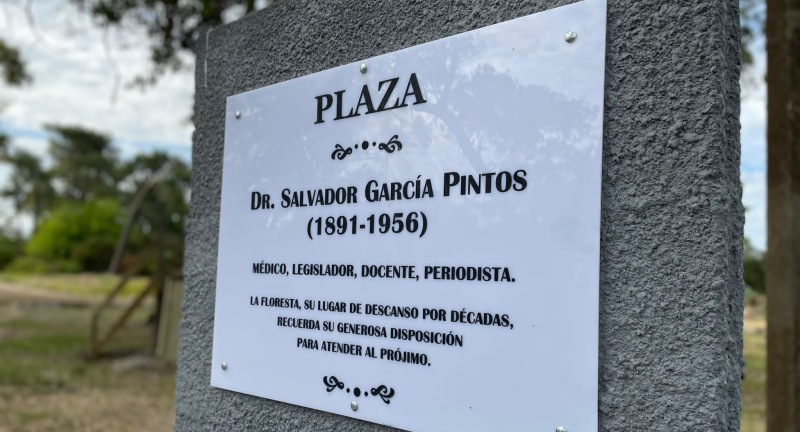 PLAZA
DR. SALVADOR GARCÍA PINTOS
(1891-1956)
MÉDICO, LEGISLADOR, DOCENTE, PERIODISTA.
LA FLORESTA, SU LUGAR DE DESCANSO POR DÉCADAS,
RECUERDA SU GENEROSA DISPOSICIÓN
PARA ATENDER AL PRÓJIMO.